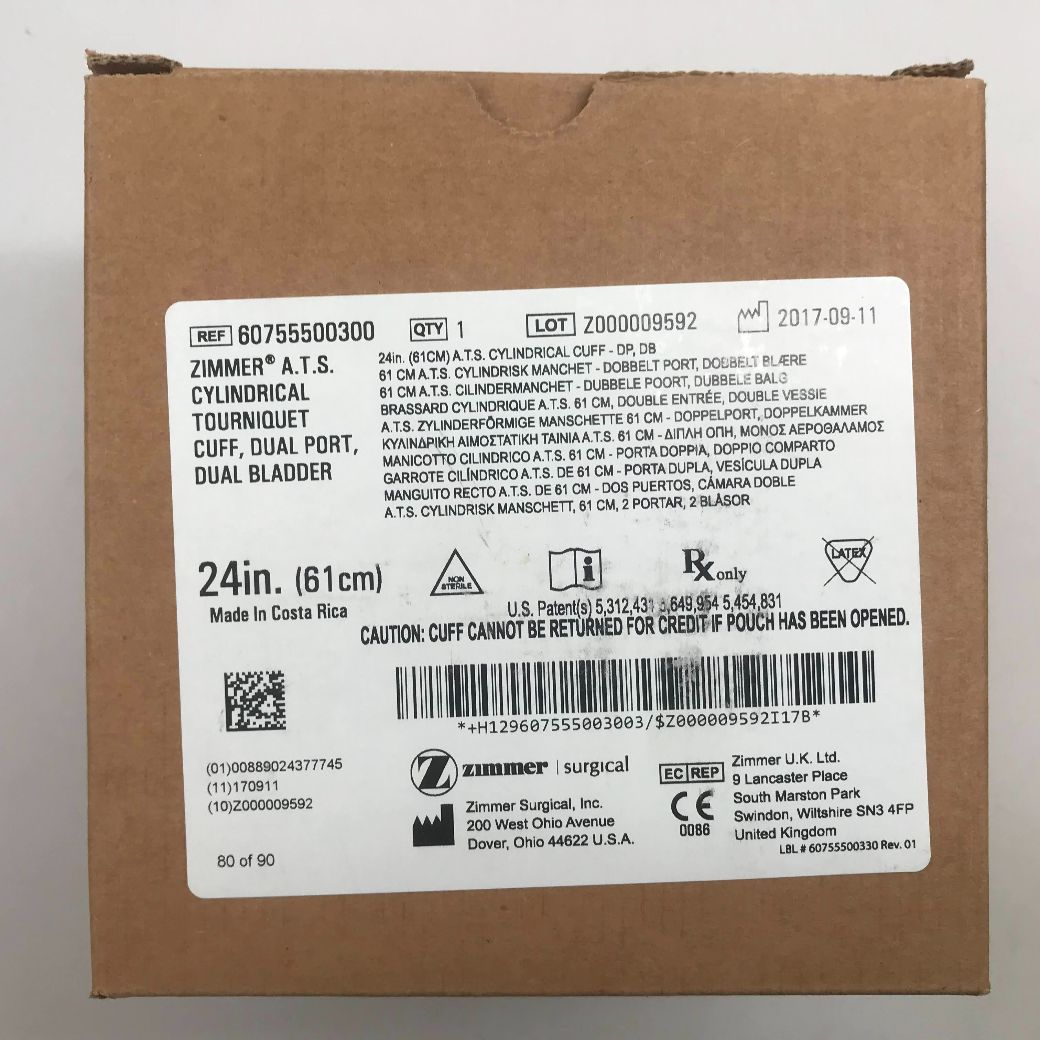 REF 60755500300 QTY 1 LOT Z000009592 2017-09-11
ZIMMER® A.T.S.
CYLINDRICAL
TOURNIQUET
CUFF, DUAL PORT,
DUAL BLADDER
24in. (61CM) A.T.S. CYLINDRICAL CUFF - DP, DB
61 CM A.T.S. CYLINDRISK MANCHET - DOBBELT PORT, DOBBELT BLÆRE
61 CM A.T.S. CILINDERMANCHET - DUBBELE POORT, DUBBELE BALG
BRASSARD CYLINDRIQUE A.T.S. 61 CM, DOUBLE ENTRÉE, DOUBLE VESSIE
A.T.S. ZYLINDERFÖRMIGE MANSCHETTE 61 CM - DOPPELPORT, DOPPELKAMMER
ΚΥΛΙΝΔΡΙΚΗ ΑΙΜΟΣΤΑΤΙΚΗ ΤΑΙΝΙΑ A.T.S. 61 CM - ΔΙΠΛΗ ΟΠΗ, ΜΟΝΟΣ ΑΕΡΟΘΑΛΑΜΟΣ
MANICOTTO CILINDRICO A.T.S. 61 CM - PORTA DOPPIA, DOPPIO COMPARTO
GARROTE CILÍNDRICO A.T.S. DE 61 CM - PORTA DUPLA, VESÍCULA DUPLA
MANGUITO RECTO A.T.S. DE 61 CM - DOS PUERTOS, CÁMARA DOBLE
A.T.S. CYLINDRISK MANSCHETT, 61 CM, 2 PORTAR, 2 BLÅSOR
24in. (61cm)
Made In Costa Rica
NON
STERILE
i
Rx only
LATEX
U.S. Patent(s) 5,312,431 5,649,954 5,454,831
CAUTION: CUFF CANNOT BE RETURNED FOR CREDIT IF POUCH HAS BEEN OPENED.
*+H129607555003003/$Z000009592I17B*
(01)00889024377745
(11)170911
(10)Z000009592
80 of 90
Z zimmer | surgical
Zimmer Surgical, Inc.
200 West Ohio Avenue
Dover, Ohio 44622 U.S.A.
EC REP
CE
0086
Zimmer U.K. Ltd.
9 Lancaster Place
South Marston Park
Swindon, Wiltshire SN3 4FP
United Kingdom
LBL # 60755500330 Rev. 01